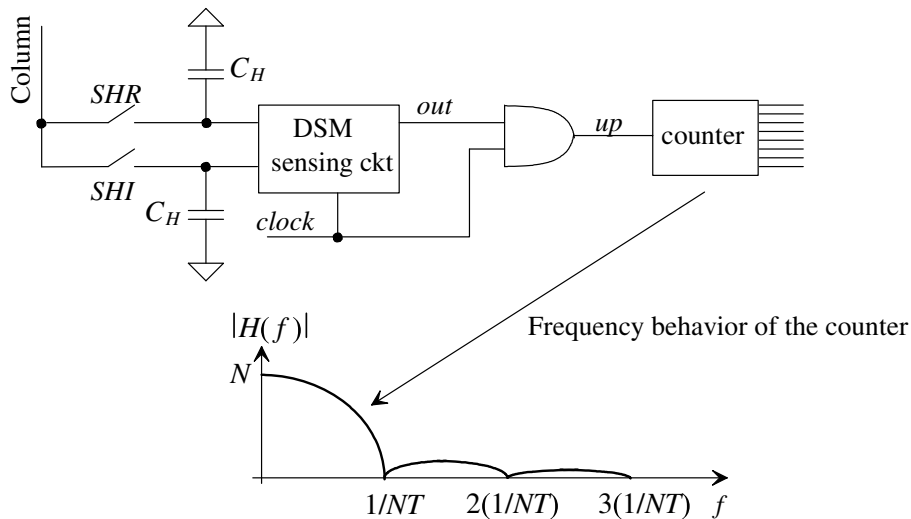 Column
C_H
SHR
DSM
sensing ckt
out
up
counter
SHI
C_H
clock
Frequency behavior of the counter
|H(f)|
N
1/NT 2(1/NT) 3(1/NT) f